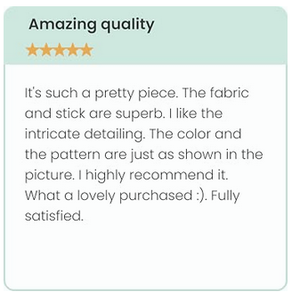 Amazing quality
It's such a pretty piece. The fabric
and stick are superb. I like the
intricate detailing. The color and
the pattern are just as shown in the
picture. I highly recommend it.
What a lovely purchased :). Fully
satisfied.